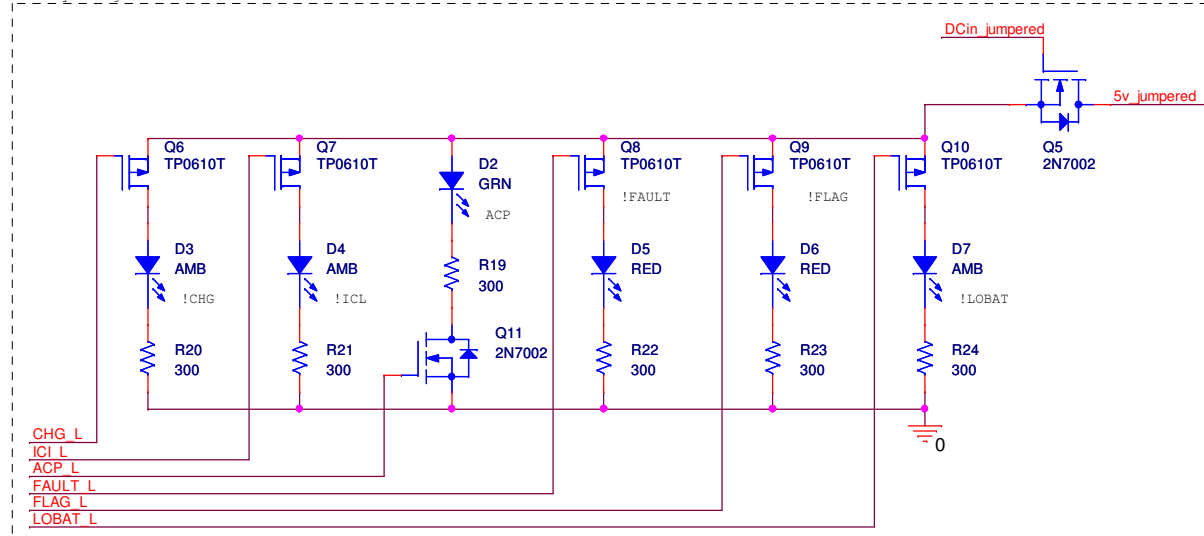 DCin_jumpered
5v_jumpered
Q5
2N7002
Q6
TP0610T
Q7
TP0610T
D2
GRN
ACP
Q8
TP0610T
!FAULT
Q9
TP0610T
!FLAG
Q10
TP0610T
D3
AMB
!CHG
D4
AMB
!ICL
R19
300
D5
RED
D6
RED
D7
AMB
!LOBAT
Q11
2N7002
R20
300
R21
300
R22
300
R23
300
R24
300
0
CHG_L
ICI_L
ACP_L
FAULT_L
FLAG_L
LOBAT_L